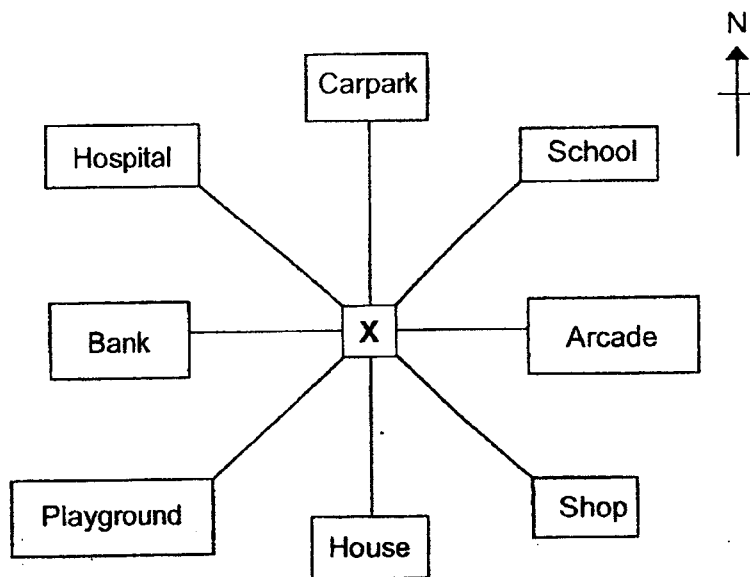 N
Carpark
Hospital
School
Bank
X
Arcade
Playground
Shop
House